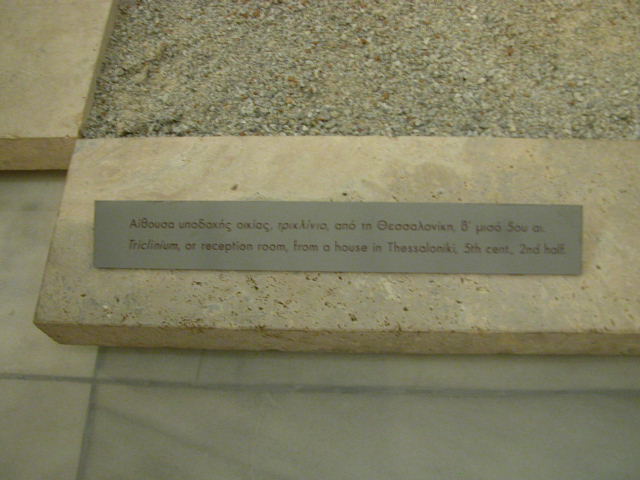 Αίθουσα υποδοχής οικίας, τρικλίνιο, από τη Θεσσαλονίκη, β' μισό 5ου αι.
Triclinium, or reception room, from a house in Thessaloniki, 5th cent., 2nd half.